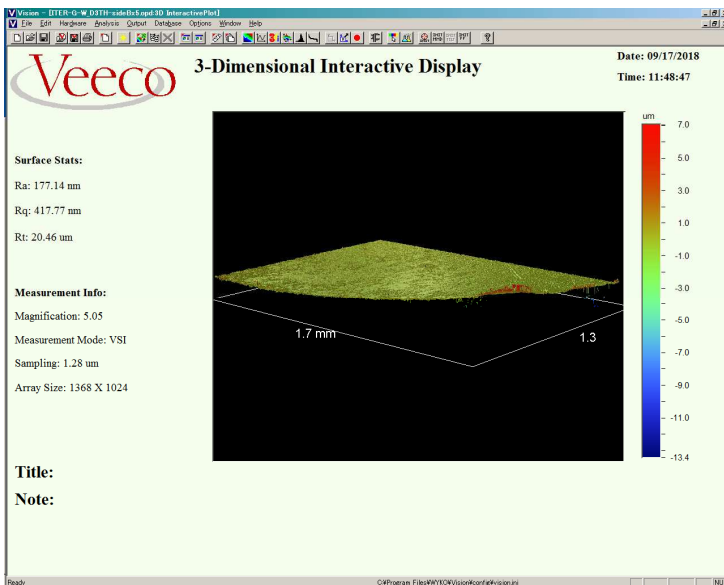 Vision - [ITER-G-W_D3TH-sideBx5.opd:3D InteractivePlot]
File Edit Hardware Analysis Output Database Options Window Help
Veeco
3-Dimensional Interactive Display
Date: 09/17/2018
Time: 11:48:47
Surface Stats:
Ra: 177.14 nm
Rq: 417.77 nm
Rt: 20.46 um
Measurement Info:
Magnification: 5.05
Measurement Mode: VSI
Sampling: 1.28 um
Array Size: 1368 X 1024
1.7 mm
1.3
um
7.0
5.0
3.0
1.0
-1.0
-3.0
-5.0
-7.0
-9.0
-11.0
-13.4
Title:
Note:
Ready
C:¥Program Files¥WYKO¥Vision¥config¥vision.ini
NU